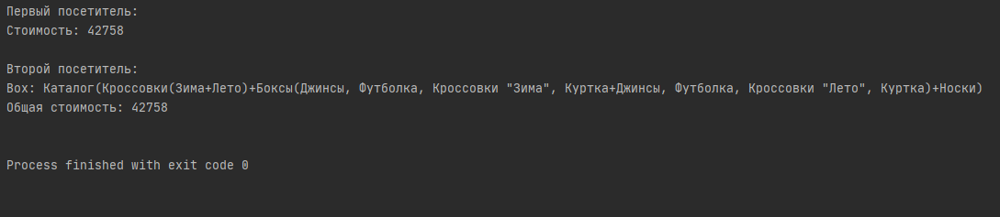 Первый посетитель:
Стоимость: 42758
Второй посетитель:
Box: Каталог(Кроссовки(Зима+Лето)+Боксы(Джинсы, Футболка, Кроссовки "Зима", Куртка+Джинсы, Футболка, Кроссовки "Лето", Куртка)+Носки)
Общая стоимость: 42758
Process finished with exit code 0